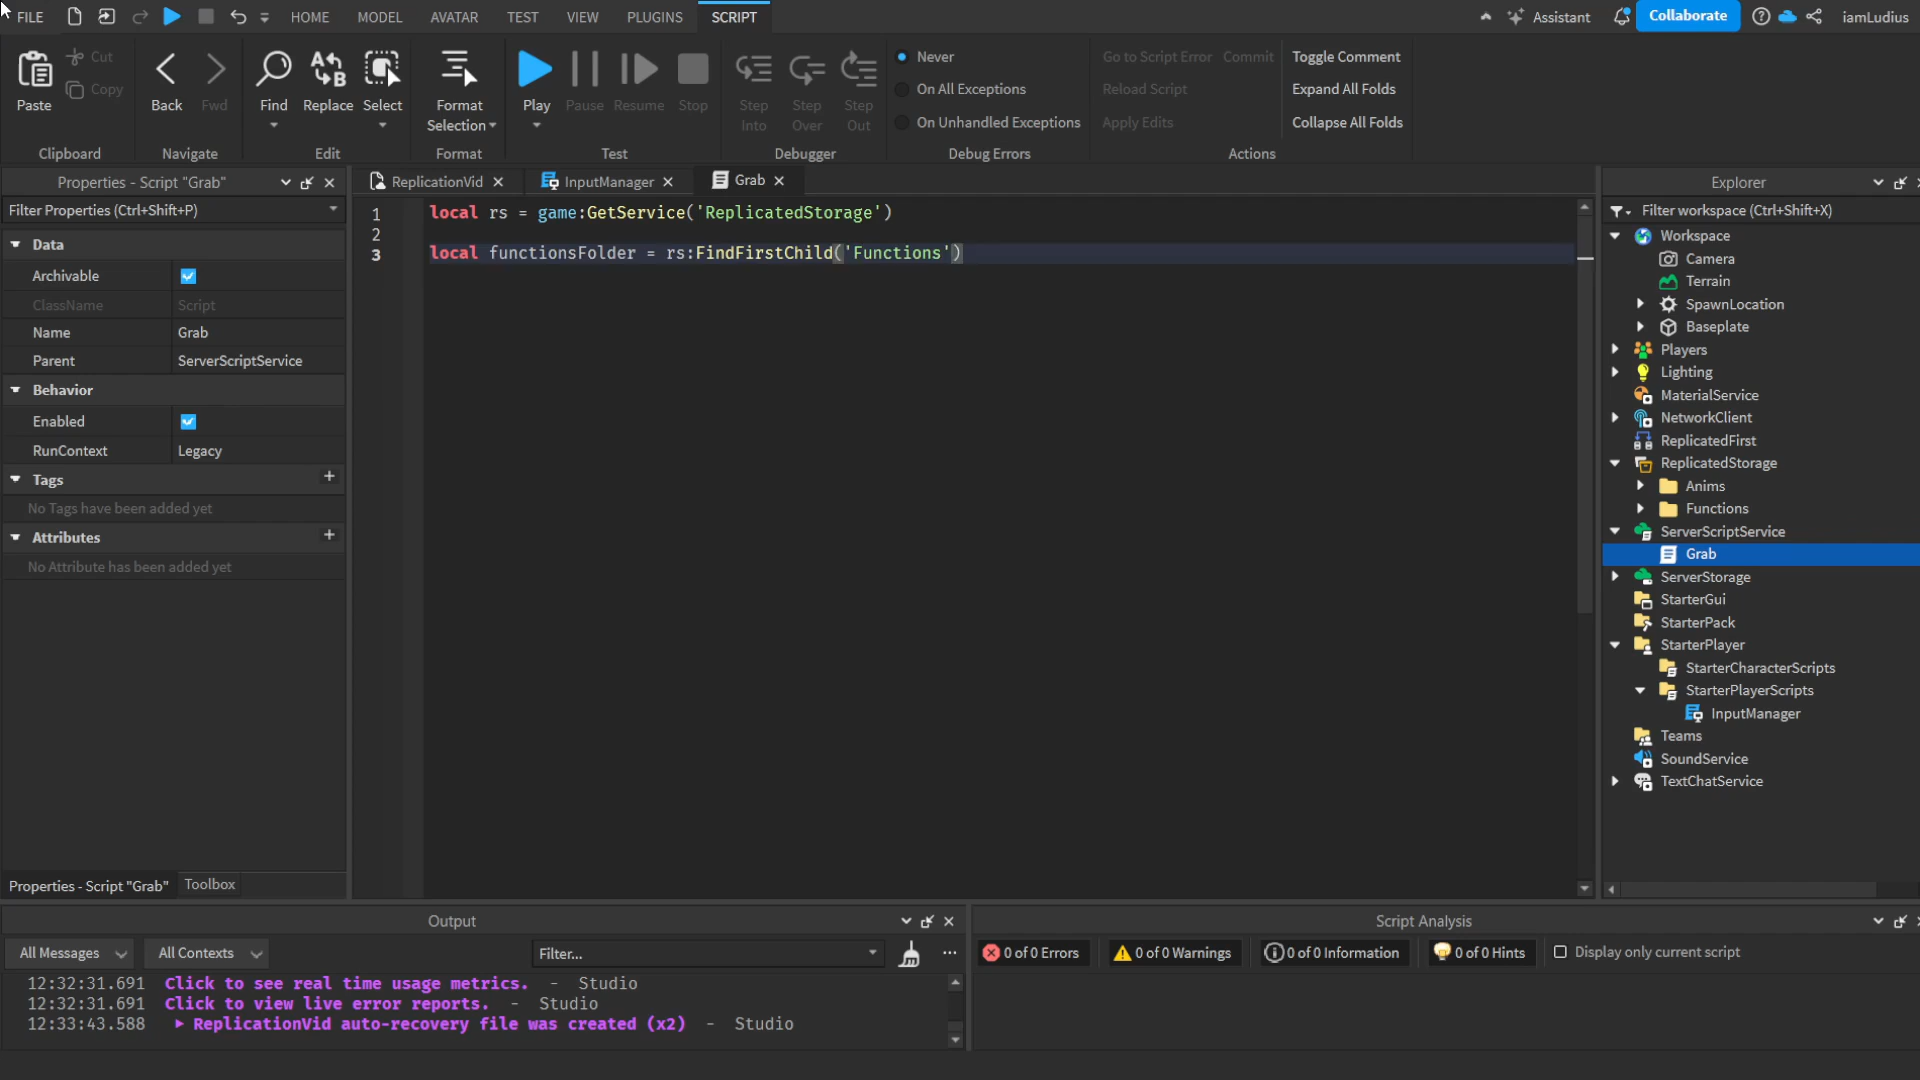 FILE HOME MODEL AVATAR TEST VIEW PLUGINS SCRIPT Assistant Collaborate iamLudius
Paste Cut Copy Clipboard
Back Fwd Navigate
Find Replace Select Edit
Format Selection Format
Play Pause Resume Stop Test
Step Into Step Over Step Out Debugger
Never
On All Exceptions
On Unhandled Exceptions
Debug Errors
Go to Script Error Commit Toggle Comment
Reload Script Expand All Folds
Apply Edits Collapse All Folds
Actions
Properties - Script "Grab"
Filter Properties (Ctrl+Shift+P)
Data
Archivable
ClassName Script
Name Grab
Parent ServerScriptService
Behavior
Enabled
RunContext Legacy
Tags +
No Tags have been added yet
Attributes +
No Attribute has been added yet
Properties - Script "Grab" Toolbox
ReplicationVid InputManager Grab
1 local rs = game:GetService('ReplicatedStorage')
2
3 local functionsFolder = rs:FindFirstChild('Functions')
Explorer
Filter workspace (Ctrl+Shift+X)
Workspace
Camera
Terrain
SpawnLocation
Baseplate
Players
Lighting
MaterialService
NetworkClient
ReplicatedFirst
ReplicatedStorage
Anims
Functions
ServerScriptService
Grab
ServerStorage
StarterGui
StarterPack
StarterPlayer
StarterCharacterScripts
StarterPlayerScripts
InputManager
Teams
SoundService
TextChatService
Output
All Messages All Contexts Filter... ...
12:32:31.691 Click to see real time usage metrics. - Studio
12:32:31.691 Click to view live error reports. - Studio
12:33:43.588 ReplicationVid auto-recovery file was created (x2) - Studio
Script Analysis
0 of 0 Errors 0 of 0 Warnings 0 of 0 Information 0 of 0 Hints Display only current script